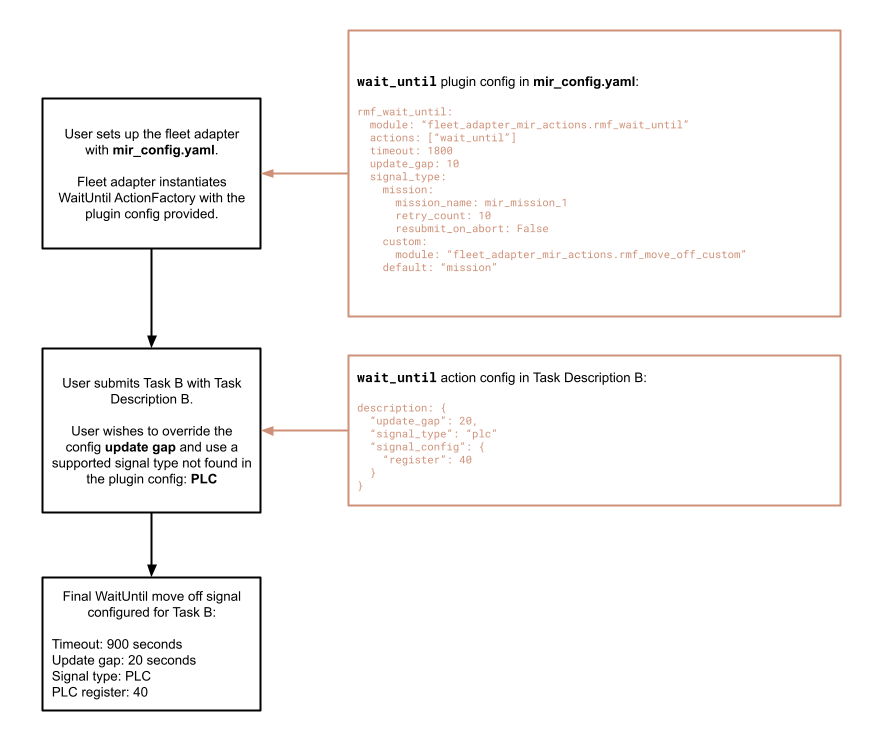 User sets up the fleet adapter
with mir_config.yaml.
Fleet adapter instantiates
WaitUntil ActionFactory with the
plugin config provided.
wait_until plugin config in mir_config.yaml:
rmf_wait_until:
module: “fleet_adapter_mir_actions.rmf_wait_until”
actions: [“wait_until”]
timeout: 1800
update_gap: 10
signal_type:
mission:
mission_name: mir_mission_1
retry_count: 10
resubmit_on_abort: False
custom:
module: “fleet_adapter_mir_actions.rmf_move_off_custom”
default: “mission”
User submits Task B with Task
Description B.
User wishes to override the
config update gap and use a
supported signal type not found in
the plugin config: PLC
wait_until action config in Task Description B:
description: {
“update_gap”: 20,
“signal_type”: “plc”
“signal_config”: {
“register”: 40
}
}
Final WaitUntil move off signal
configured for Task B:
Timeout: 900 seconds
Update gap: 20 seconds
Signal type: PLC
PLC register: 40